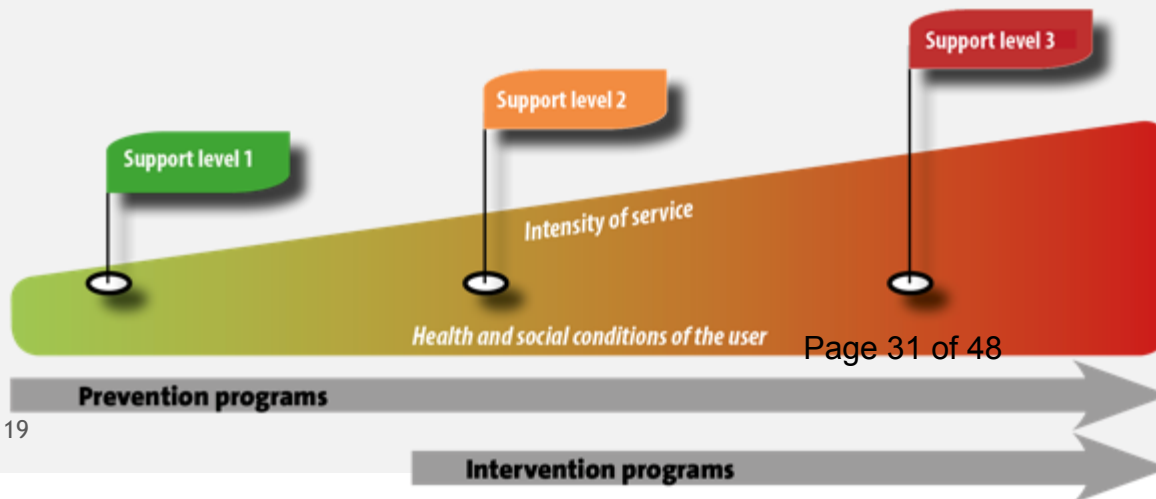 Support level 3
Support level 2
Support level 1
Intensity of service
Health and social conditions of the user
Page 31 of 48
Prevention programs
19
Intervention programs